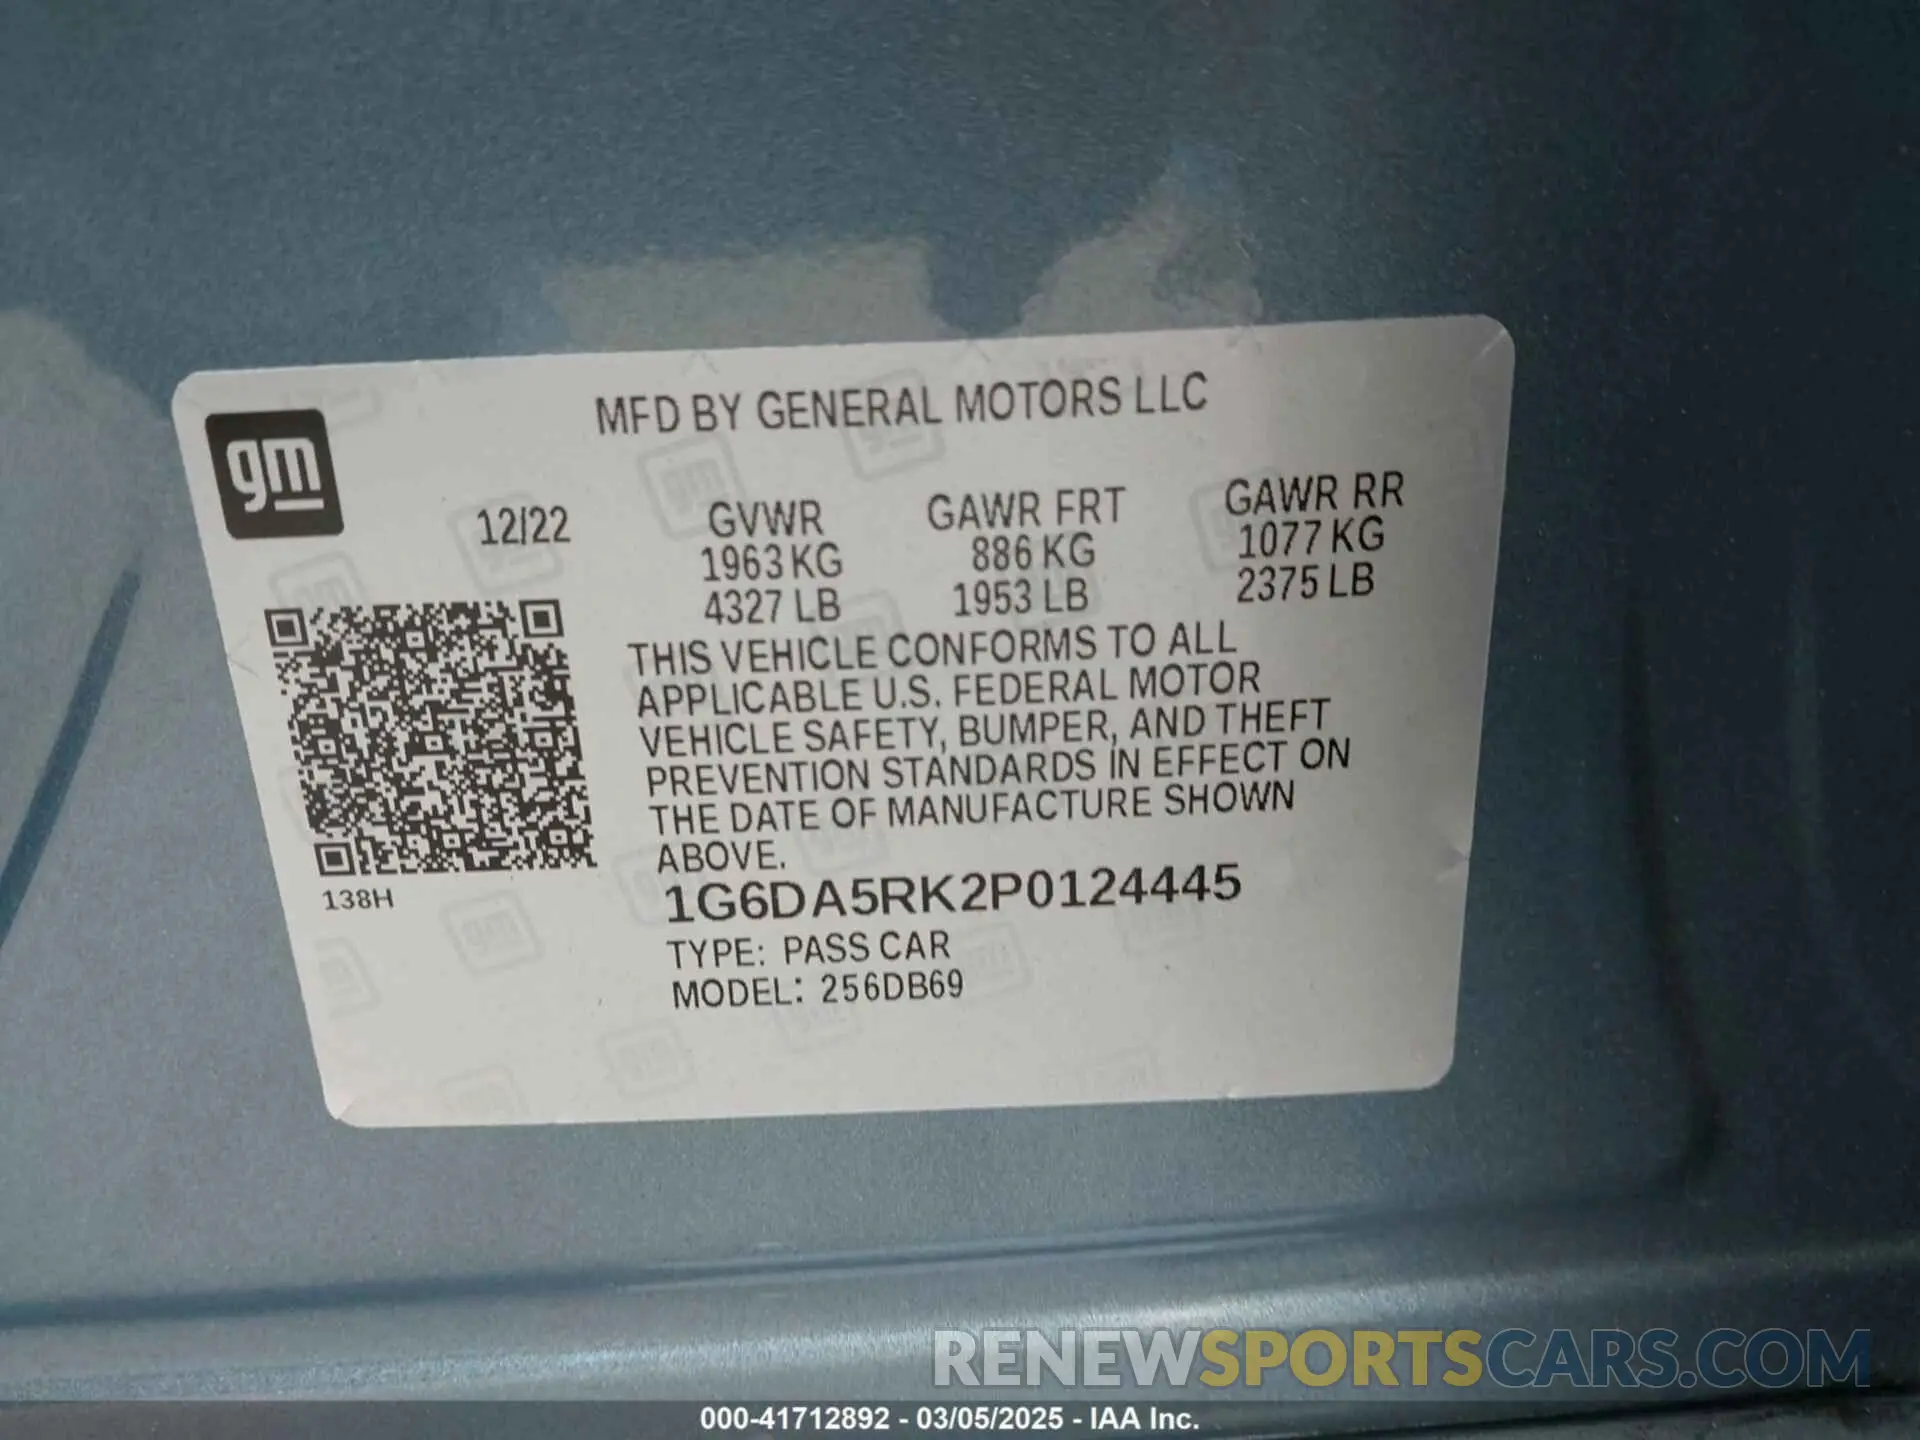 MFD BY GENERAL MOTORS LLC
gm
12/22 GVWR GAWR FRT GAWR RR
1963 KG 886 KG 1077 KG
4327 LB 1953 LB 2375 LB
THIS VEHICLE CONFORMS TO ALL
APPLICABLE U.S. FEDERAL MOTOR
VEHICLE SAFETY, BUMPER, AND THEFT
PREVENTION STANDARDS IN EFFECT ON
THE DATE OF MANUFACTURE SHOWN
ABOVE.
138H
1G6DA5RK2P0124445
TYPE: PASS CAR
MODEL: 256DB69
RENEWSPORTSCARS.COM
000-41712892 - 03/05/2025 - IAA Inc.